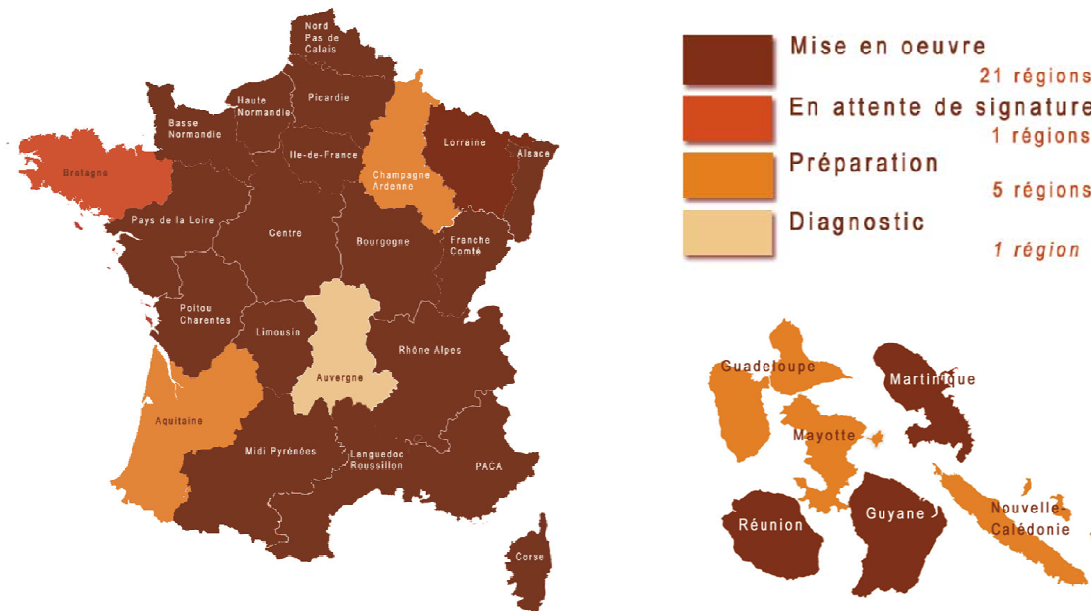 Nord
Pas de
Calais
Haute
Normandie
Picardie
Basse
Normandie
Ile-de-France
Lorraine
Alsace
Champagne
Ardenne
Bretagne
Pays de la Loire
Centre
Bourgogne
Franche
Comté
Poitou
Charentes
Limousin
Auvergne
Rhône Alpes
Aquitaine
Midi Pyrénées
Languedoc
Roussillon
PACA
Corse
Mise en oeuvre
21 régions
En attente de signature
1 régions
Préparation
5 régions
Diagnostic
1 région
Guadeloupe
Martinique
Mayotte
Réunion
Guyane
Nouvelle-
Calédonie